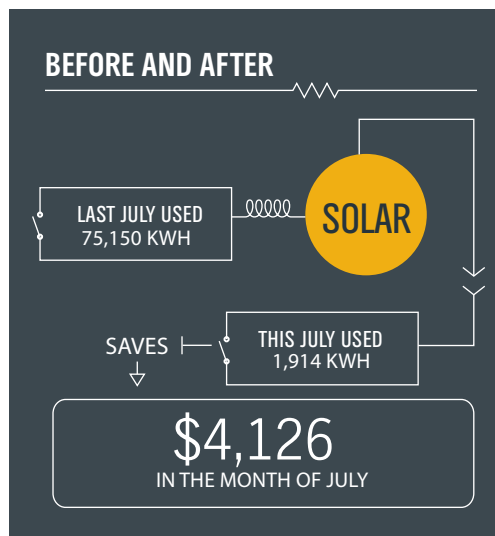 BEFORE AND AFTER
LAST JULY USED
75,150 KWH
SOLAR
THIS JULY USED
1,914 KWH
SAVES
$4,126
IN THE MONTH OF JULY